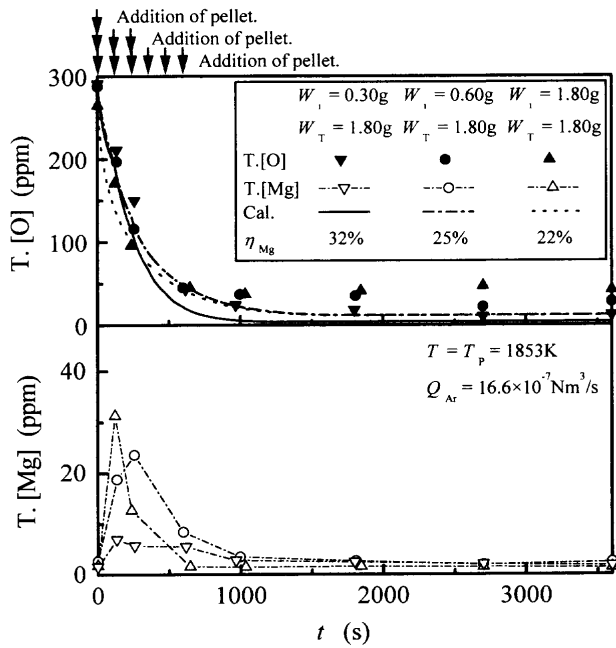 Addition of pellet.
Addition of pellet.
Addition of pellet.
300
200
100
0
T. [O] (ppm)
W_I = 0.30g W_I = 0.60g W_I = 1.80g
W_T = 1.80g W_T = 1.80g W_T = 1.80g
T.[O] ▼ ● ▲
T.[Mg] ▽ ○ △
Cal.
η_Mg 32% 25% 22%
T = T_P = 1853K
Q_Ar = 16.6×10^-7 Nm^3/s
40
20
0
T. [Mg] (ppm)
0 1000 2000 3000
t (s)